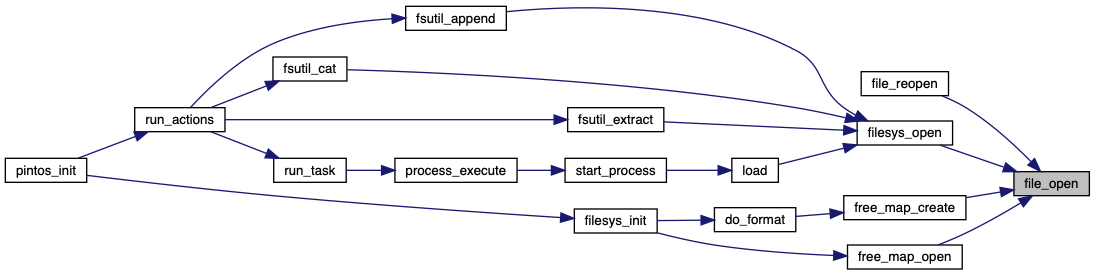 fsutil_append
fsutil_cat
file_reopen
run_actions
fsutil_extract
filesys_open
pintos_init
run_task
process_execute
start_process
load
file_open
filesys_init
do_format
free_map_create
free_map_open